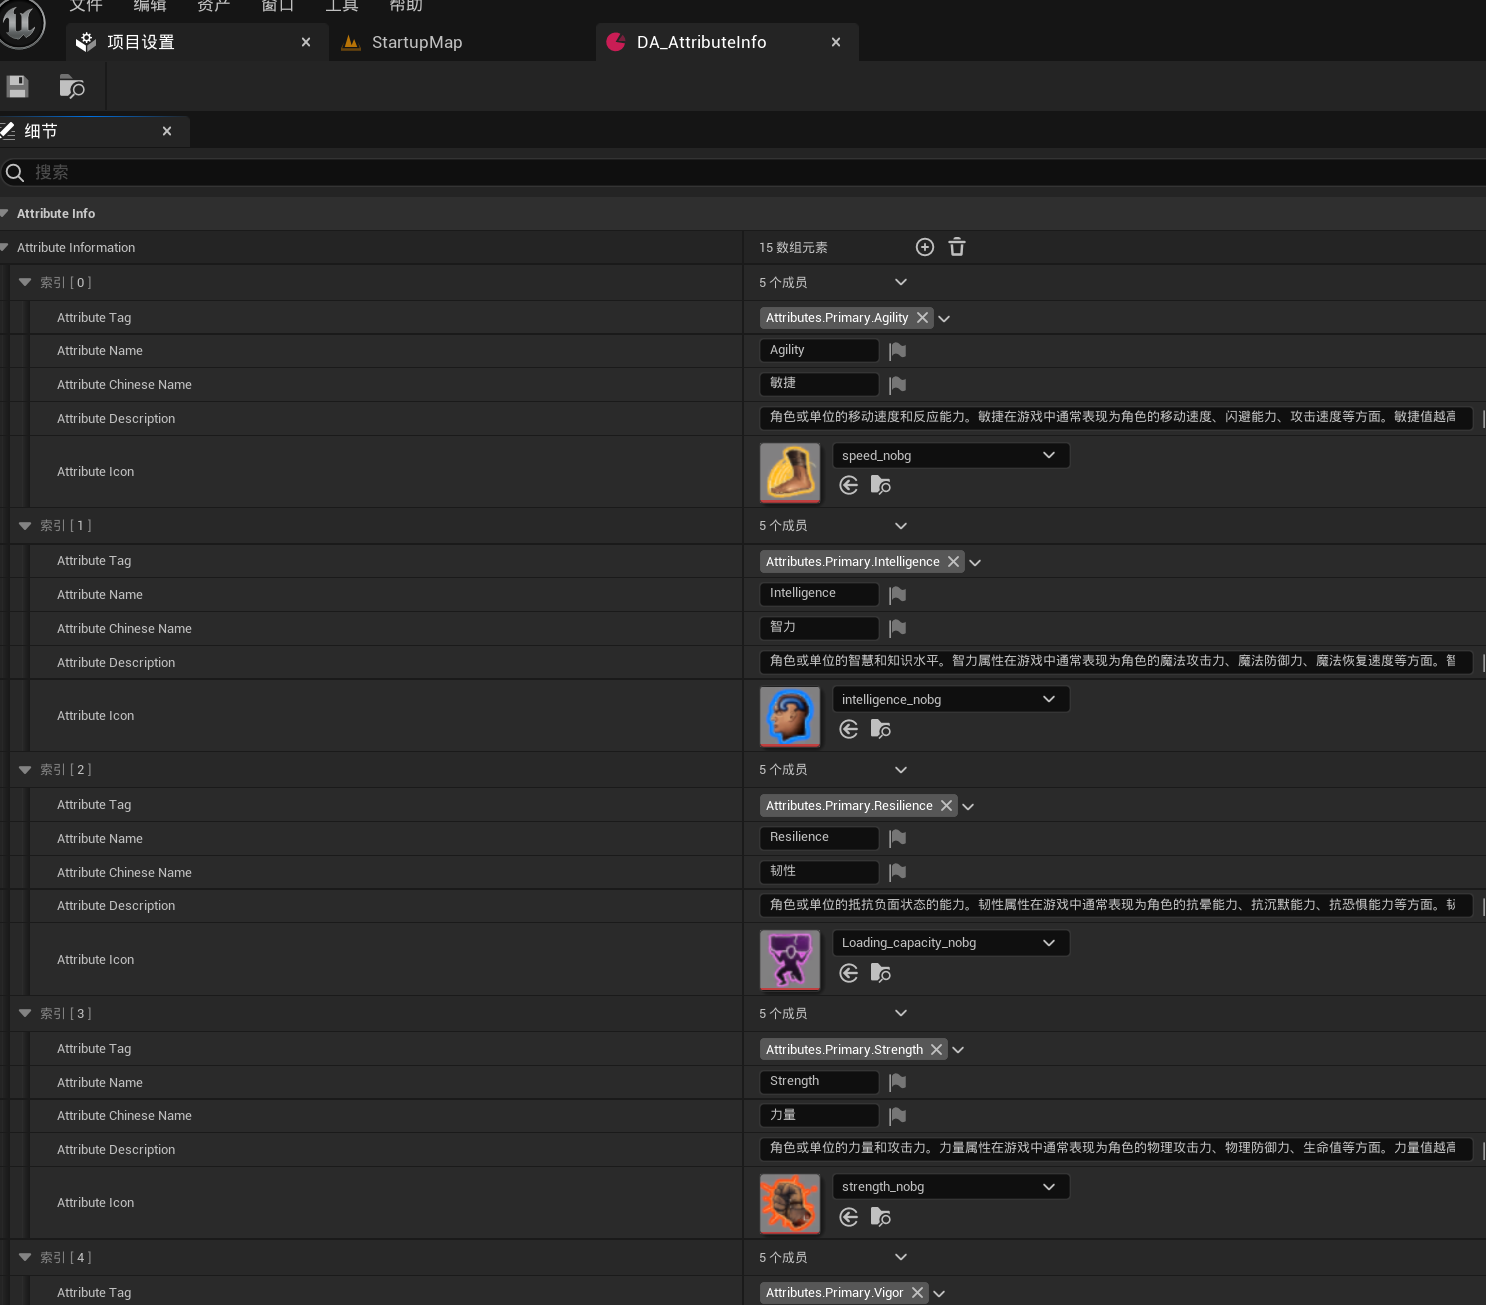 文件 编辑 资产 窗口 工具 帮助
项目设置 StartupMap DA_AttributeInfo
细节
搜索
Attribute Info
Attribute Information 15 数组元素
索引 [ 0 ] 5 个成员
Attribute Tag Attributes.Primary.Agility
Attribute Name Agility
Attribute Chinese Name 敏捷
Attribute Description 角色或单位的移动速度和反应能力。敏捷在游戏中通常表现为角色的移动速度、闪避能力、攻击速度等方面。敏捷值越高
Attribute Icon speed_nobg
索引 [ 1 ] 5 个成员
Attribute Tag Attributes.Primary.Intelligence
Attribute Name Intelligence
Attribute Chinese Name 智力
Attribute Description 角色或单位的智慧和知识水平。智力属性在游戏中通常表现为角色的魔法攻击力、魔法防御力、魔法恢复速度等方面。智
Attribute Icon intelligence_nobg
索引 [ 2 ] 5 个成员
Attribute Tag Attributes.Primary.Resilience
Attribute Name Resilience
Attribute Chinese Name 韧性
Attribute Description 角色或单位的抵抗负面状态的能力。韧性属性在游戏中通常表现为角色的抗晕能力、抗沉默能力、抗恐惧能力等方面。韧
Attribute Icon Loading_capacity_nobg
索引 [ 3 ] 5 个成员
Attribute Tag Attributes.Primary.Strength
Attribute Name Strength
Attribute Chinese Name 力量
Attribute Description 角色或单位的力量和攻击力。力量属性在游戏中通常表现为角色的物理攻击力、物理防御力、生命值等方面。力量值越高
Attribute Icon strength_nobg
索引 [ 4 ] 5 个成员
Attribute Tag Attributes.Primary.Vigor